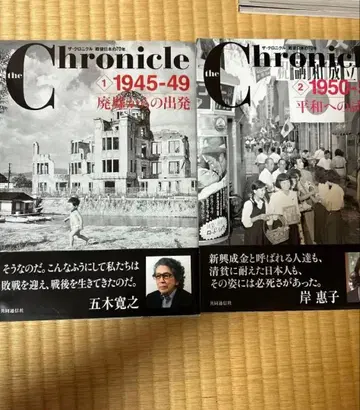 ザ・クロニクル 戦後日本の70年
the Chronicle
1 1945-49
廃墟からの出発
そうなのだ。こんなふうにして私たちは
敗戦を迎え、戦後を生きてきたのだ。
五木寛之
共同通信社
ザ・クロニクル 戦後日本の70年
the Chronicle
2 1950-
平和への
新興成金と呼ばれる人達も、
清貧に耐えた日本人も、
その姿には必死さがあった。
岸 惠子
共同通信社